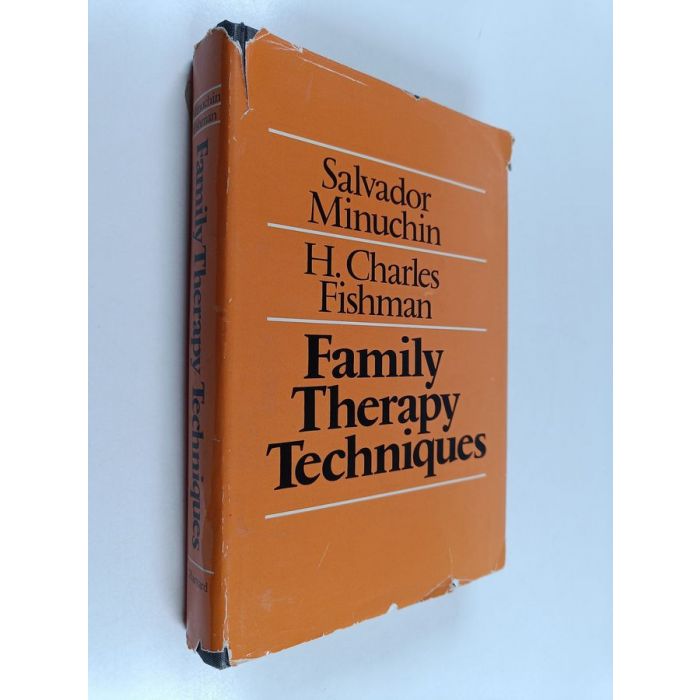 Salvador
Minuchin
H. Charles
Fishman
Family
Therapy
Techniques
Minuchin
Fishman
Family Therapy Techniques
Harvard